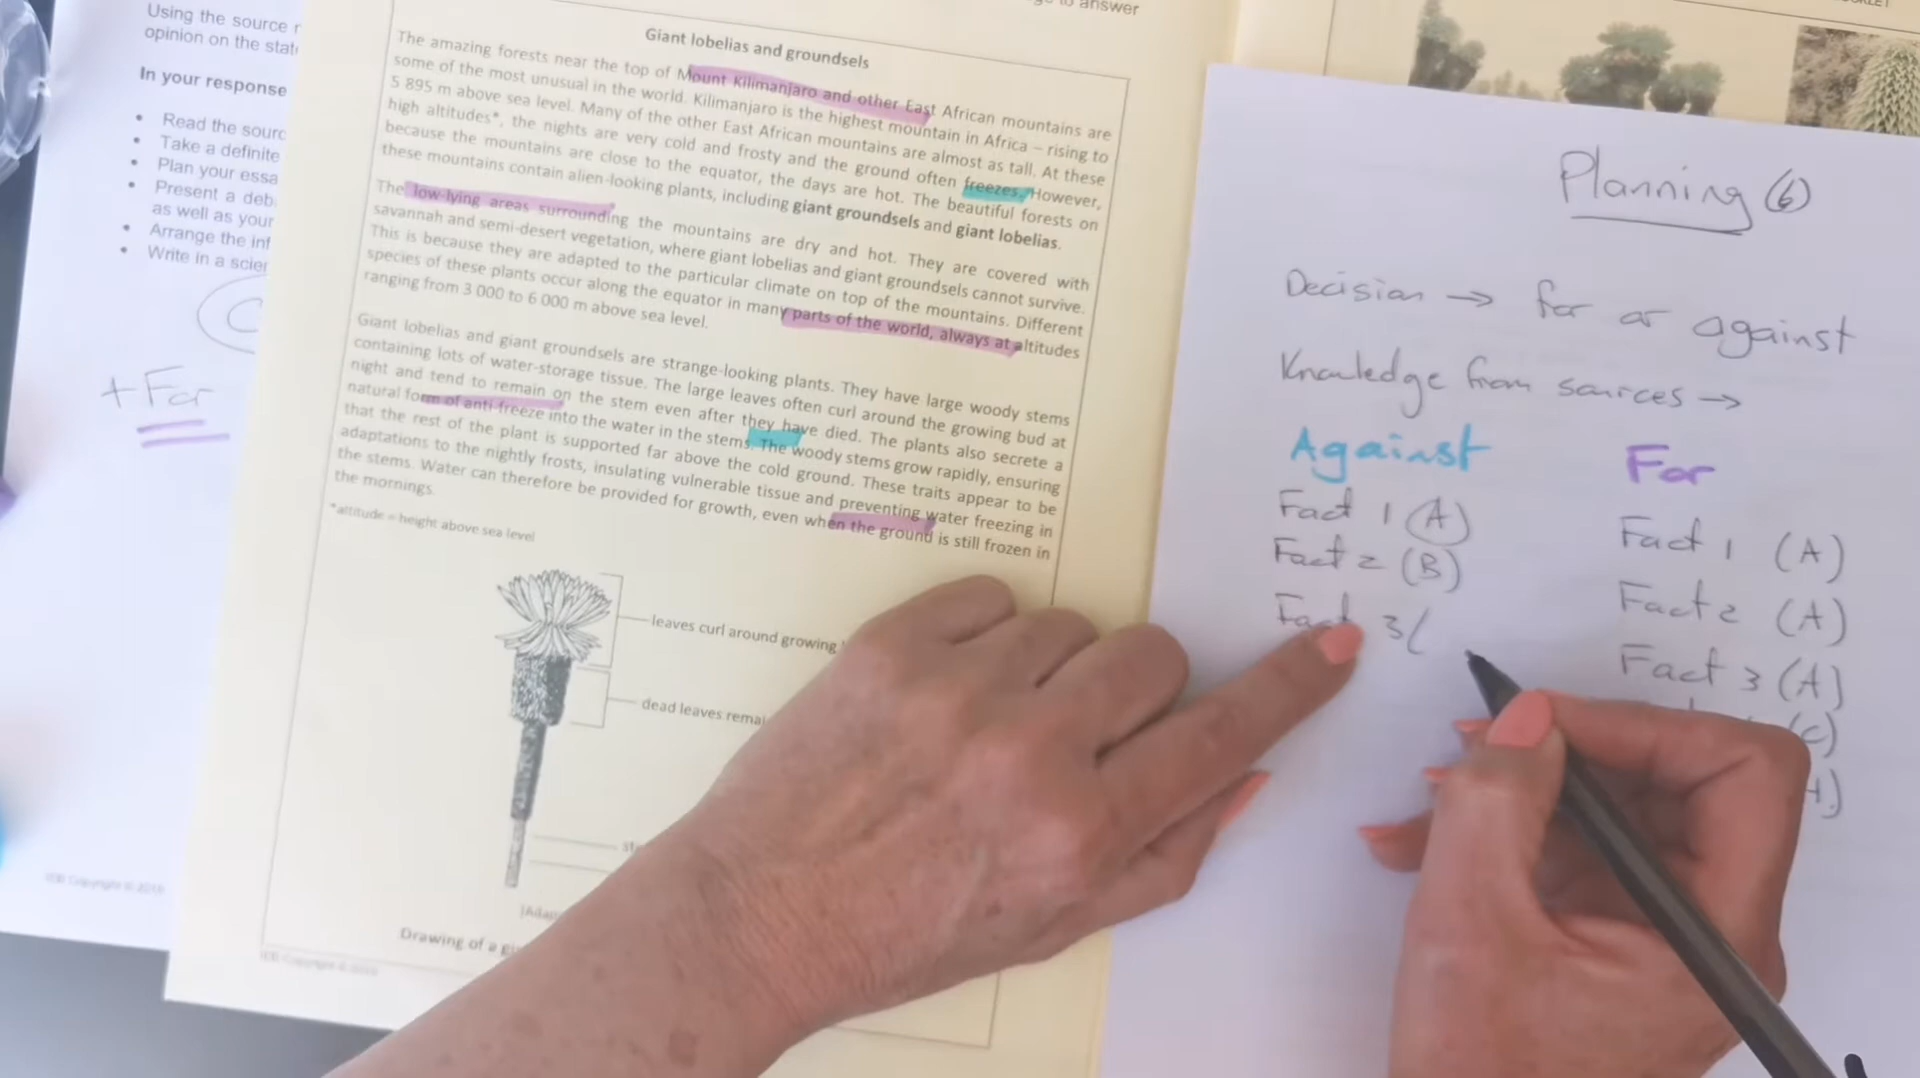 Using the source
opinion on the stat
In your response
Read the sourc
Take a definite
Plan your essa
Present a deb
as well as your
Arrange the inf
Write in a scier
+ For
to answer
Giant lobelias and groundsels
The amazing forests near the top of Mount Kilimanjaro and other East African mountains are
some of the most unusual in the world. Kilimanjaro is the highest mountain in Africa – rising to
5 895 m above sea level. Many of the other East African mountains are almost as tall. At these
high altitudes*, the nights are very cold and frosty and the ground often freezes. However,
because the mountains are close to the equator, the days are hot. The beautiful forests on
these mountains contain alien-looking plants, including giant groundsels and giant lobelias.
The low-lying areas surrounding the mountains are dry and hot. They are covered with
savannah and semi-desert vegetation, where giant lobelias and giant groundsels cannot survive.
This is because they are adapted to the particular climate on top of the mountains. Different
species of these plants occur along the equator in many parts of the world, always at altitudes
ranging from 3 000 to 6 000 m above sea level.
Giant lobelias and giant groundsels are strange-looking plants. They have large woody stems
containing lots of water-storage tissue. The large leaves often curl around the growing bud at
night and tend to remain on the stem even after they have died. The plants also secrete a
natural form of anti-freeze into the water in the stems. The woody stems grow rapidly, ensuring
that the rest of the plant is supported far above the cold ground. These traits appear to be
adaptations to the nightly frosts, insulating vulnerable tissue and preventing water freezing in
the stems. Water can therefore be provided for growth, even when the ground is still frozen in
the mornings.
*altitude = height above sea level
leaves curl around growing
dead leaves remai
Drawing of a gi
IEB Copyright © 2019
IEB Copyright © 2019
Planning (6)
Decision → for or against
Knowledge from sources →
Against For
Fact 1 (A) Fact 1 (A)
Fact 2 (B) Fact 2 (A)
Fact 3 ( Fact 3 (A)
(C)